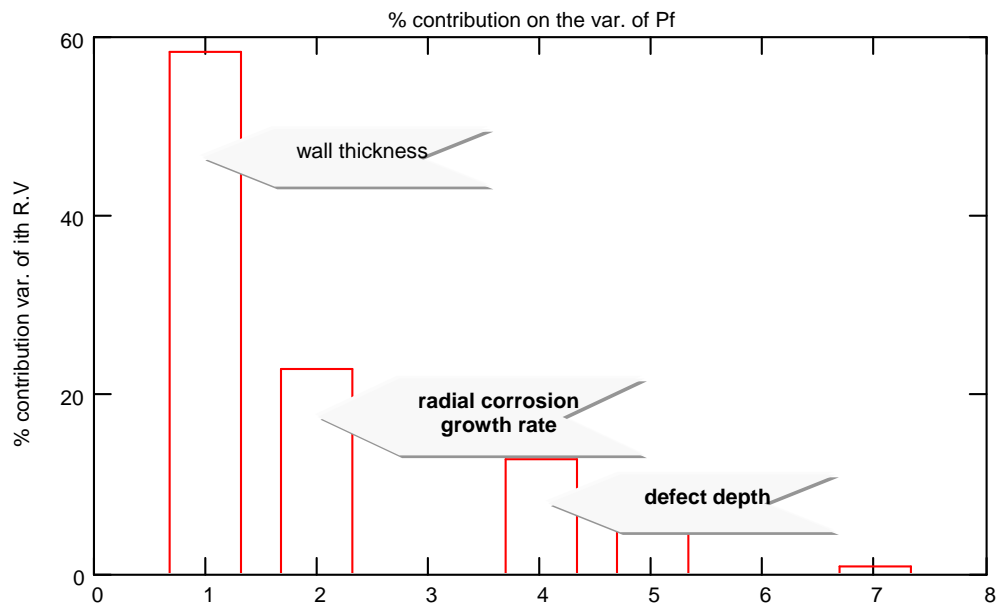 % contribution on the var. of Pf
60
40
20
0
% contribution var. of ith R.V
wall thickness
radial corrosion
growth rate
defect depth
0 1 2 3 4 5 6 7 8